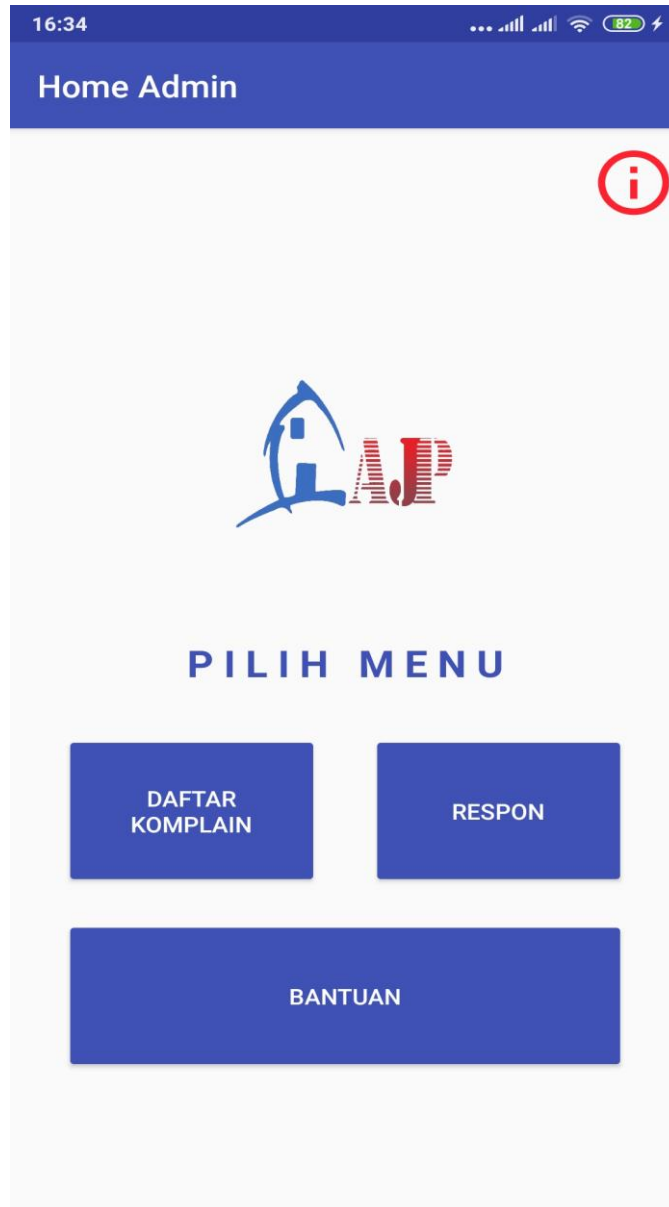 16:34
82
Home Admin
i
AJP
PILIH MENU
DAFTAR
KOMPLAIN
RESPON
BANTUAN